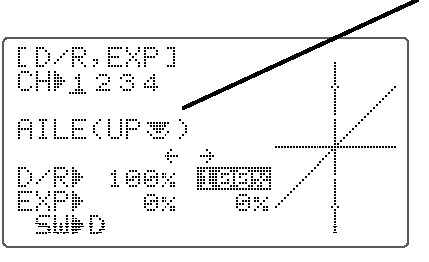 [D/R,EXP]
CH▶1234
AILE(UP )
← →
D/R▶ 100% 100%
EXP▶ 0% 0%
SW▶D